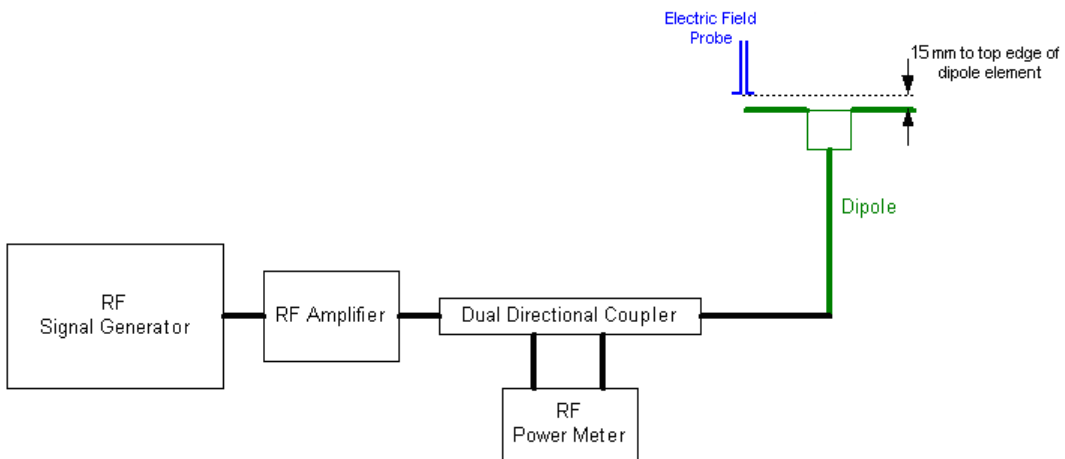 Electric Field
Probe
15 mm to top edge of
dipole element
Dipole
RF
Signal Generator
RF Amplifier
Dual Directional Coupler
RF
Power Meter